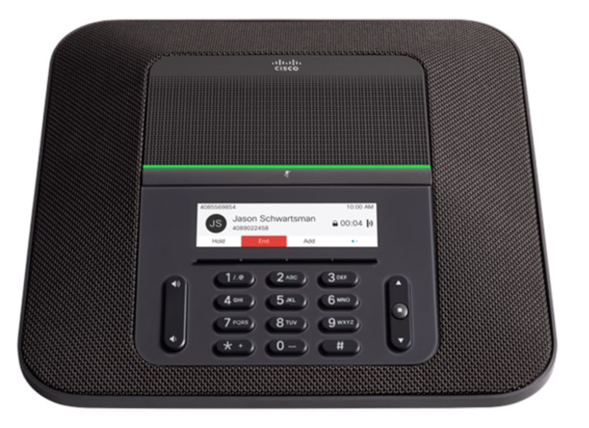 CISCO
4085589854 10:00 AM
JS Jason Schwartsman 00:04
4089022458
Hold End Add
1 / . @ 2 ABC 3 DEF
4 GHI 5 JKL 6 MNO
7 PQRS 8 TUV 9 WXYZ
* + 0 #